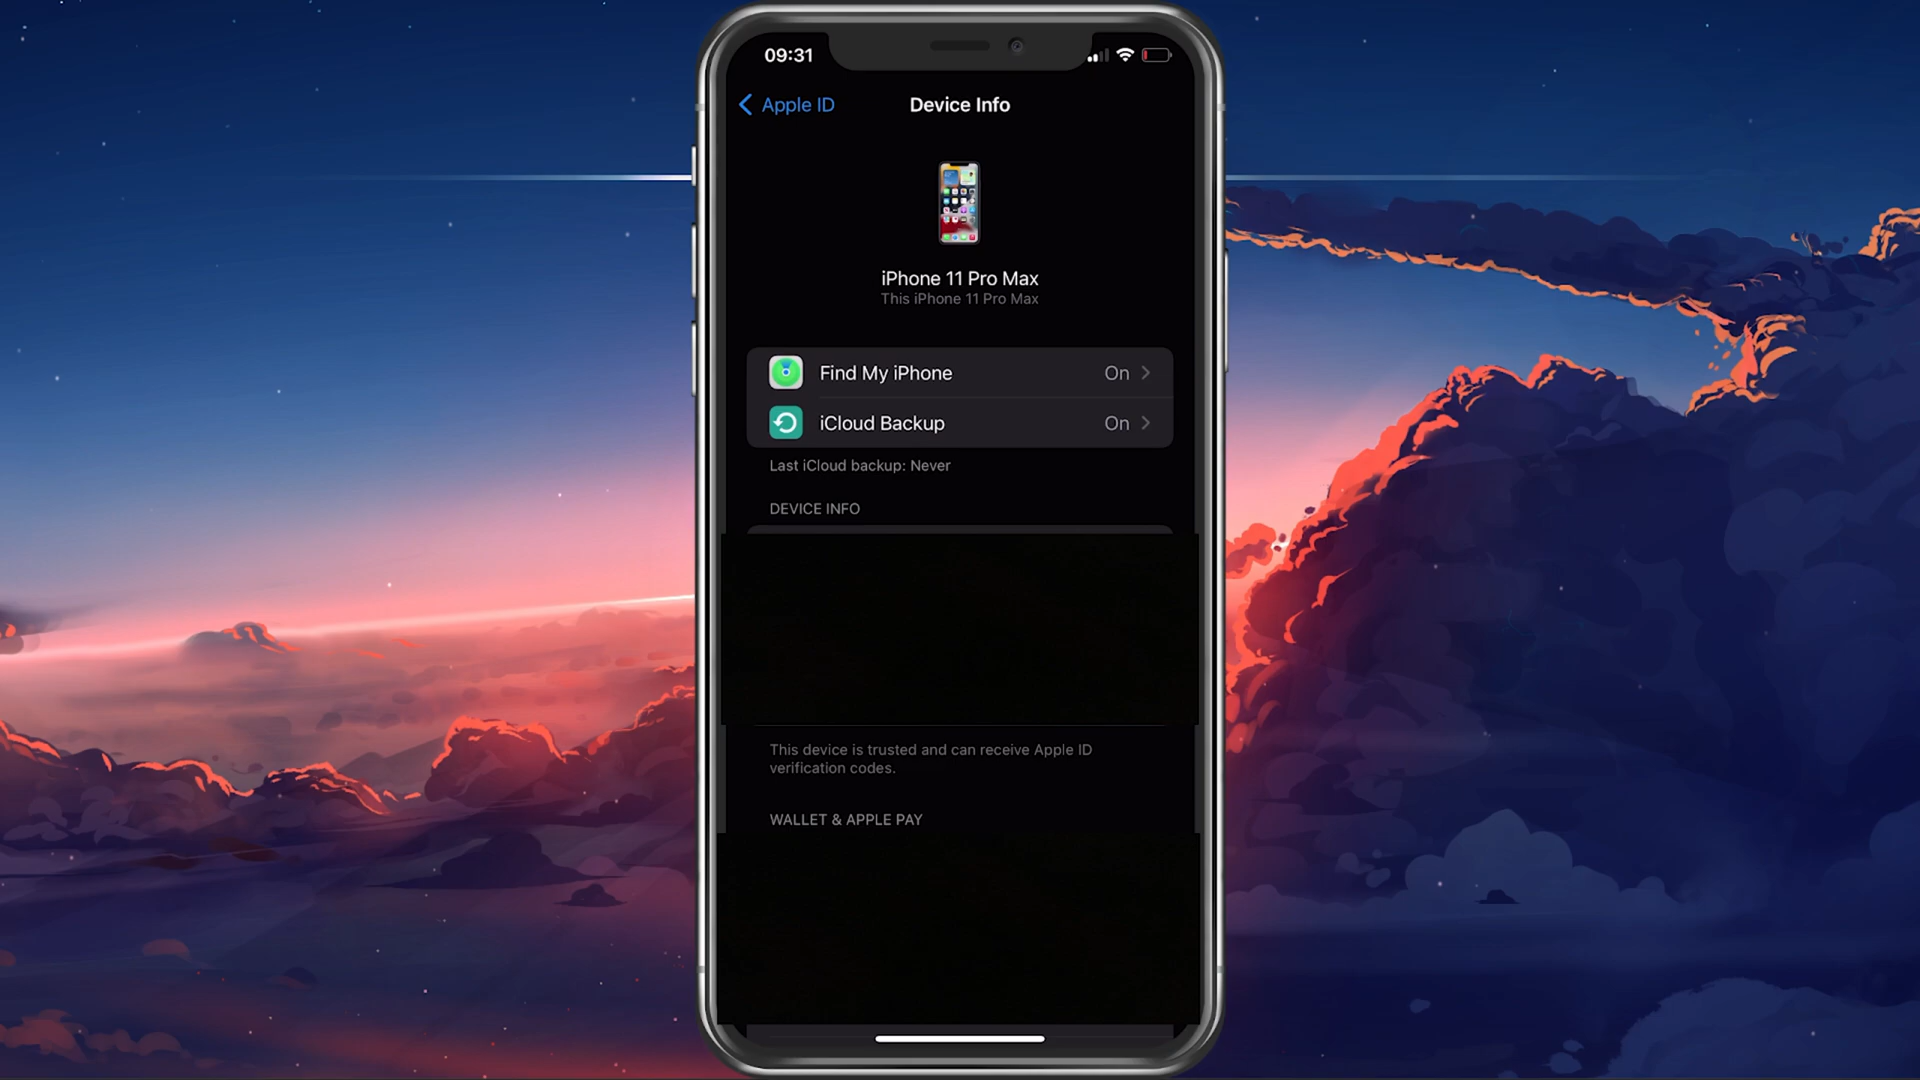 09:31
Apple ID
Device Info
iPhone 11 Pro Max
This iPhone 11 Pro Max
Find My iPhone On
iCloud Backup On
Last iCloud backup: Never
DEVICE INFO
This device is trusted and can receive Apple ID
verification codes.
WALLET & APPLE PAY